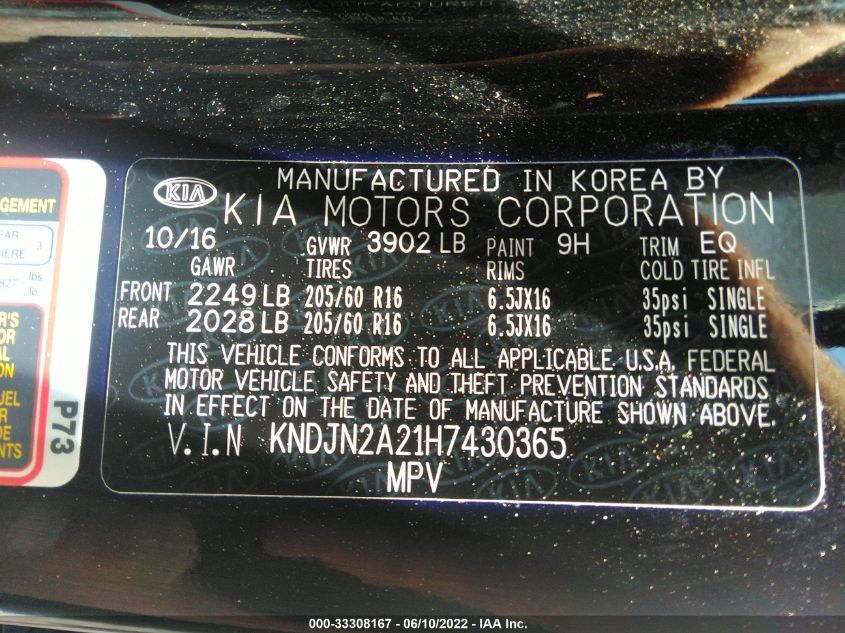 MANUFACTURED IN KOREA BY
KIA KIA MOTORS CORPORATION
10/16 GVWR 3902 LB PAINT 9H TRIM EQ
GAWR TIRES RIMS COLD TIRE INFL
FRONT 2249 LB 205/60 R16 6.5JX16 35psi SINGLE
REAR 2028 LB 205/60 R16 6.5JX16 35psi SINGLE
THIS VEHICLE CONFORMS TO ALL APPLICABLE U.S.A. FEDERAL
MOTOR VEHICLE SAFETY AND THEFT PREVENTION STANDARDS
IN EFFECT ON THE DATE OF MANUFACTURE SHOWN ABOVE.
V.I.N KNDJN2A21H7430365
MPV
3
lbs
lb
P73
000-33308167 - 06/10/2022 - IAA Inc.